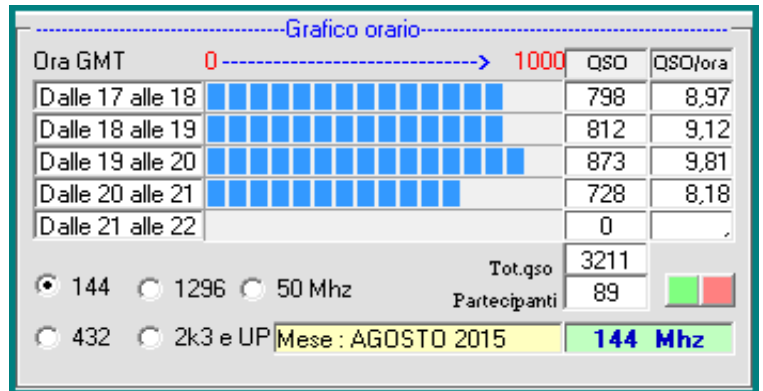 Grafico orario
Ora GMT 0 1000 QSO QSO/ora
Dalle 17 alle 18 798 8,97
Dalle 18 alle 19 812 9,12
Dalle 19 alle 20 873 9,81
Dalle 20 alle 21 728 8,18
Dalle 21 alle 22 0 ,
Tot.qso 3211
144 1296 50 Mhz Partecipanti 89
432 2k3 e UP Mese : AGOSTO 2015 144 Mhz